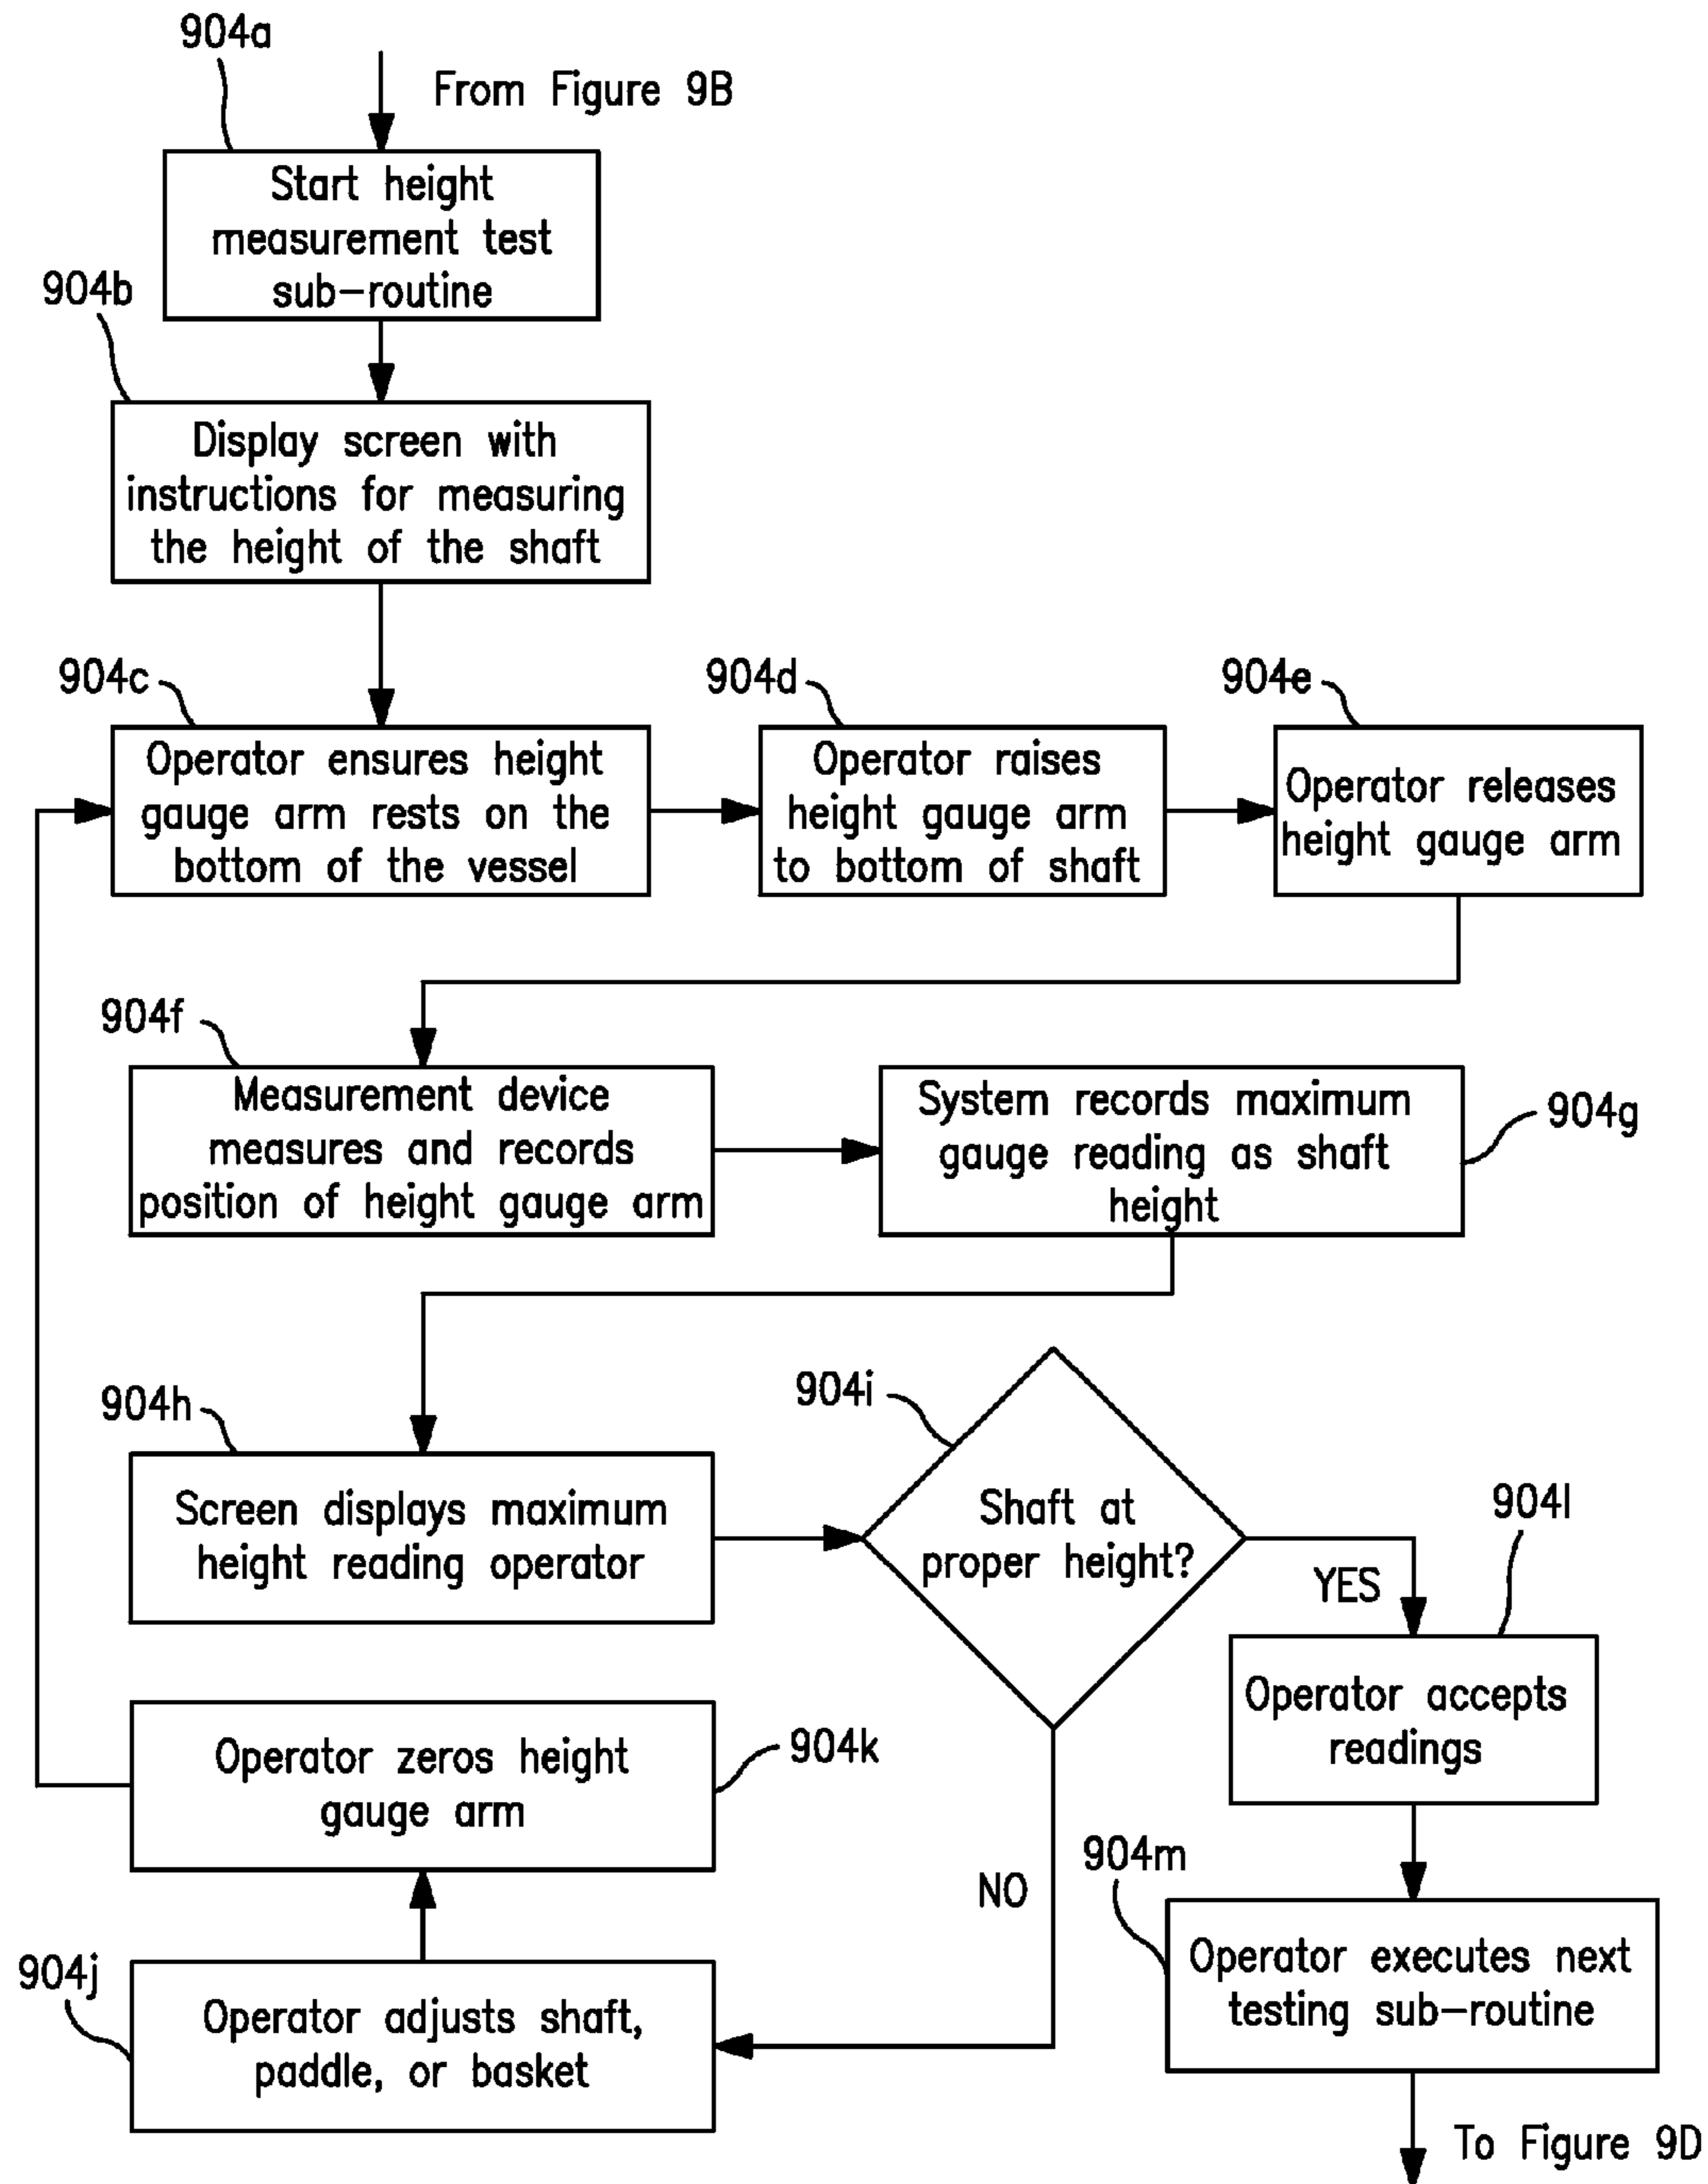 904a
From Figure 9B
Start height
measurement test
sub-routine
904b
Display screen with
instructions for measuring
the height of the shaft
904c
Operator ensures height
gauge arm rests on the
bottom of the vessel
904d
Operator raises
height gauge arm
to bottom of shaft
904e
Operator releases
height gauge arm
904f
Measurement device
measures and records
position of height gauge arm
System records maximum
gauge reading as shaft
height
904g
904h
Screen displays maximum
height reading operator
904i
Shaft at
proper height?
YES
904l
Operator accepts
readings
Operator zeros height
gauge arm
904k
NO
904j
Operator adjusts shaft,
paddle, or basket
904m
Operator executes next
testing sub-routine
To Figure 9D